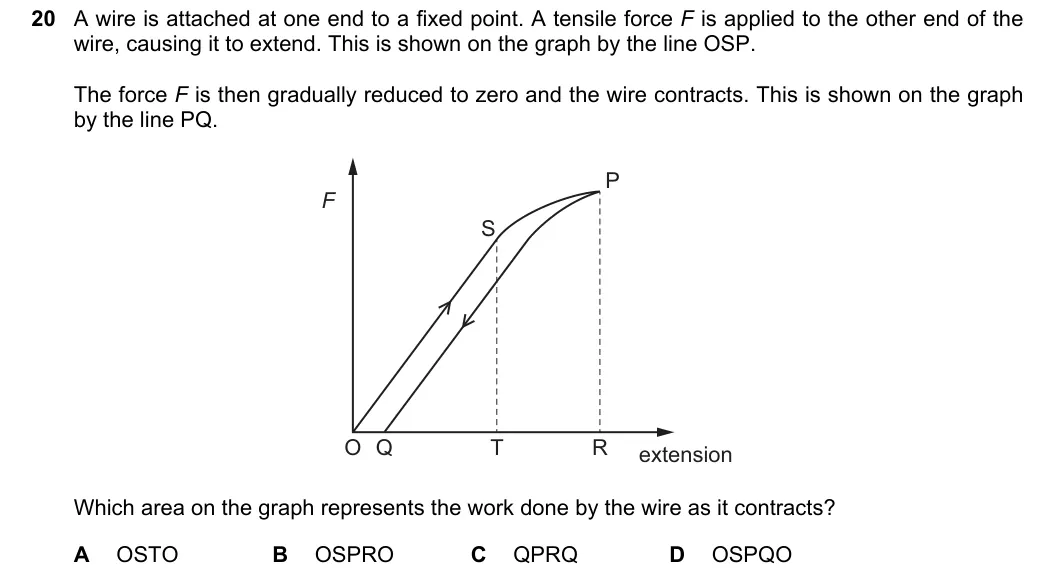 20 A wire is attached at one end to a fixed point. A tensile force F is applied to the other end of the
wire, causing it to extend. This is shown on the graph by the line OSP.
The force F is then gradually reduced to zero and the wire contracts. This is shown on the graph
by the line PQ.
P
F
S
O Q T R
extension
Which area on the graph represents the work done by the wire as it contracts?
A OSTO B OSPRO C QPRQ D OSPQO